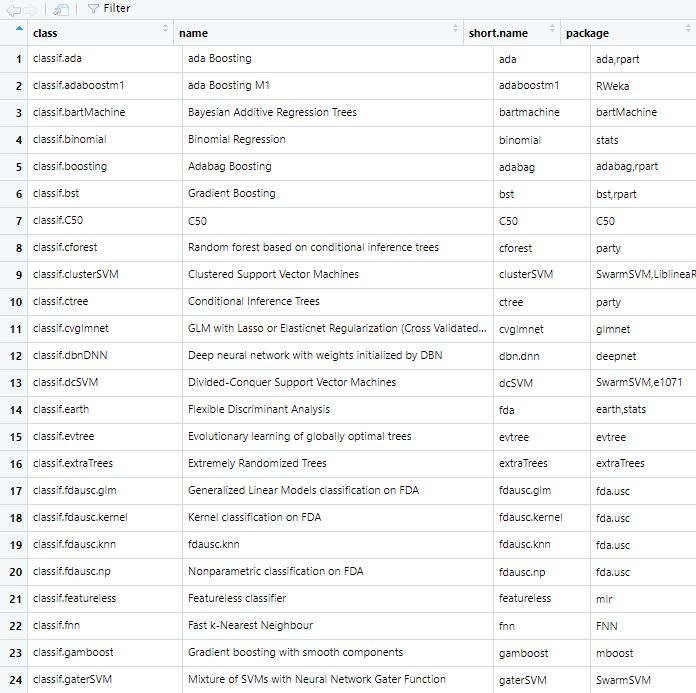 Filter
class name short.name package
1 classif.ada ada Boosting ada ada,rpart
2 classif.adaboostm1 ada Boosting M1 adaboostm1 RWeka
3 classif.bartMachine Bayesian Additive Regression Trees bartmachine bartMachine
4 classif.binomial Binomial Regression binomial stats
5 classif.boosting Adabag Boosting adabag adabag,rpart
6 classif.bst Gradient Boosting bst bst,rpart
7 classif.C50 C50 C50 C50
8 classif.cforest Random forest based on conditional inference trees cforest party
9 classif.clusterSVM Clustered Support Vector Machines clusterSVM SwarmSVM,LiblineaR
10 classif.ctree Conditional Inference Trees ctree party
11 classif.cvglmnet GLM with Lasso or Elasticnet Regularization (Cross Validated... cvglmnet glmnet
12 classif.dbnDNN Deep neural network with weights initialized by DBN dbn.dnn deepnet
13 classif.dcSVM Divided-Conquer Support Vector Machines dcSVM SwarmSVM,e1071
14 classif.earth Flexible Discriminant Analysis fda earth,stats
15 classif.evtree Evolutionary learning of globally optimal trees evtree evtree
16 classif.extraTrees Extremely Randomized Trees extraTrees extraTrees
17 classif.fdausc.glm Generalized Linear Models classification on FDA fdausc.glm fda.usc
18 classif.fdausc.kernel Kernel classification on FDA fdausc.kernel fda.usc
19 classif.fdausc.knn fdausc.knn fdausc.knn fda.usc
20 classif.fdausc.np Nonparametric classification on FDA fdausc.np fda.usc
21 classif.featureless Featureless classifier featureless mlr
22 classif.fnn Fast k-Nearest Neighbour fnn FNN
23 classif.gamboost Gradient boosting with smooth components gamboost mboost
24 classif.gaterSVM Mixture of SVMs with Neural Network Gater Function gaterSVM SwarmSVM